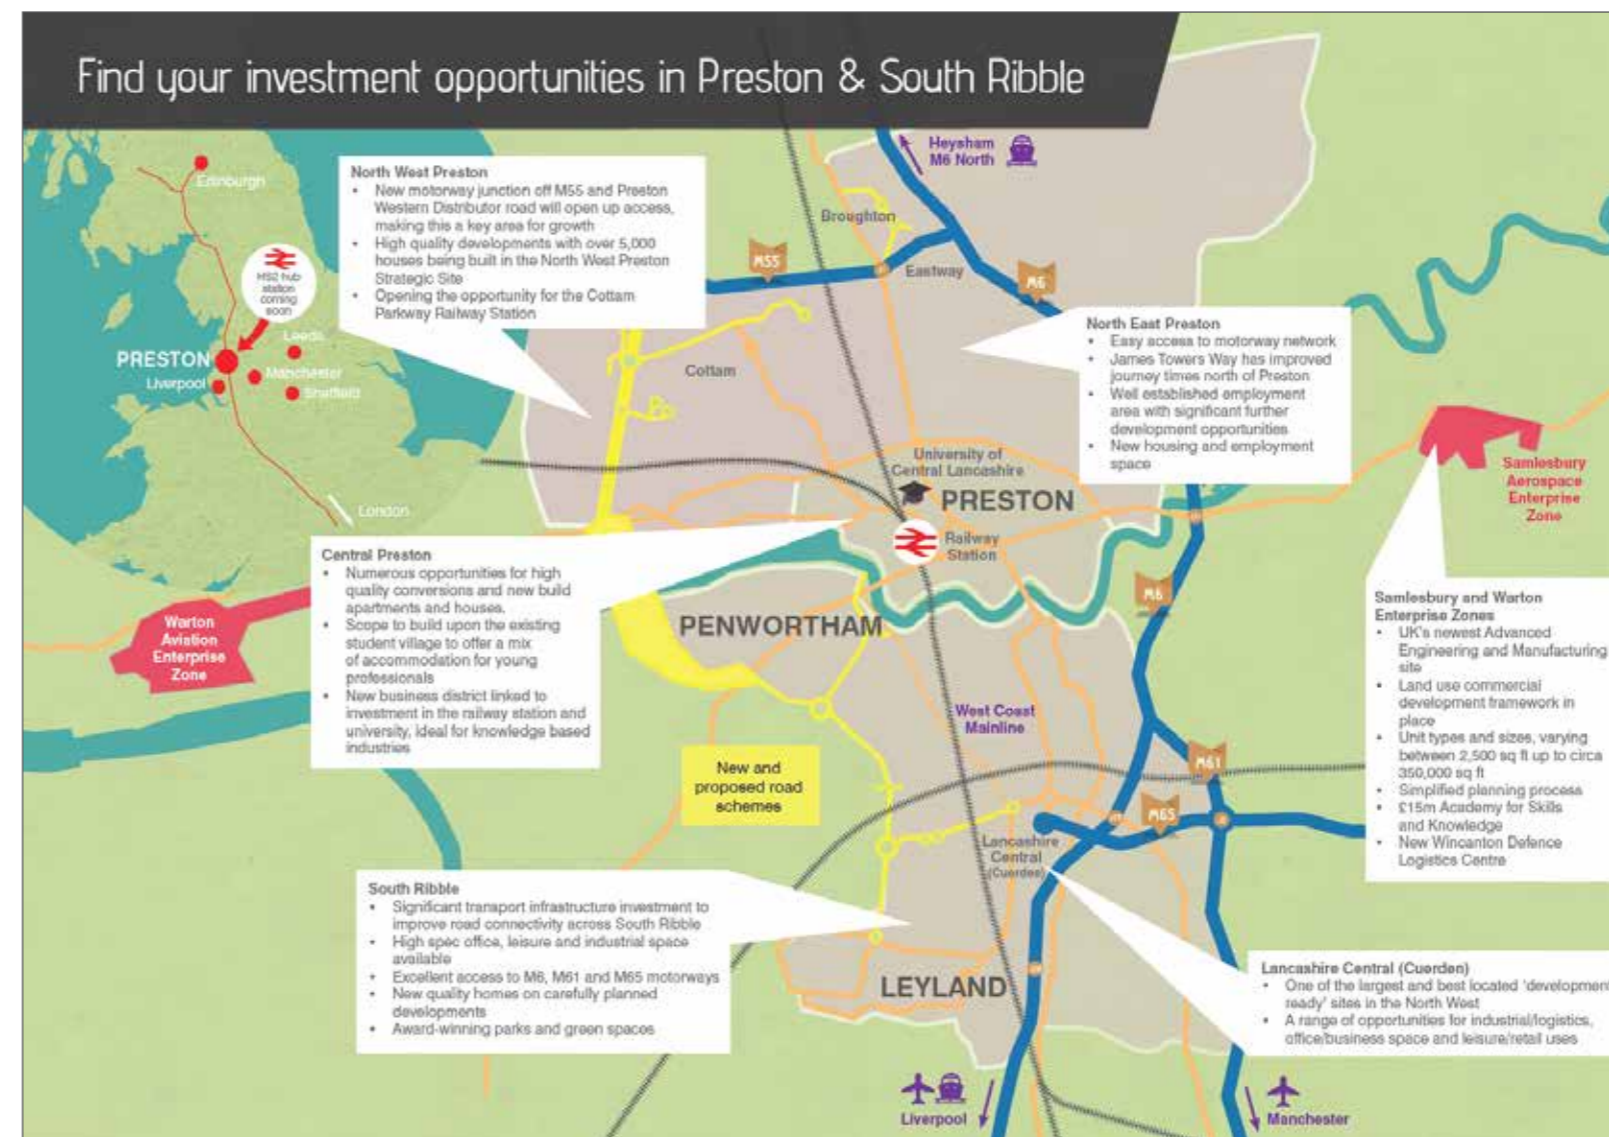 Find your investment opportunities in Preston & South Ribble
Edinburgh
HS2 hub
station
coming
soon
Leeds
PRESTON
Liverpool
Manchester
Sheffield
London
North West Preston
• New motorway junction off M55 and Preston
Western Distributor road will open up access,
making this a key area for growth
• High quality developments with over 5,000
houses being built in the North West Preston
Strategic Site
• Opening the opportunity for the Cottam
Parkway Railway Station
Heysham
M6 North
Broughton
M55
Eastway
M6
Cottam
North East Preston
• Easy access to motorway network
• James Towers Way has improved
journey times north of Preston
• Well established employment
area with significant further
development opportunities
• New housing and employment
space
University of
Central Lancashire
PRESTON
Railway
Station
Samlesbury
Aerospace
Enterprise
Zone
Central Preston
• Numerous opportunities for high
quality conversions and new build
apartments and houses.
• Scope to build upon the existing
student village to offer a mix
of accommodation for young
professionals
• New business district linked to
investment in the railway station and
university, ideal for knowledge based
industries
Warton
Aviation
Enterprise
Zone
PENWORTHAM
M6
Samlesbury and Warton
Enterprise Zones
• UK's newest Advanced
Engineering and Manufacturing
site
• Land use commercial
development framework in
place
• Unit types and sizes, varying
between 2,500 sq ft up to circa
350,000 sq ft
• Simplified planning process
• £15m Academy for Skills
and Knowledge
• New Wincanton Defence
Logistics Centre
West Coast
Mainline
New and
proposed road
schemes
M61
M65
Lancashire
Central
(Cuerden)
South Ribble
• Significant transport infrastructure investment to
improve road connectivity across South Ribble
• High spec office, leisure and industrial space
available
• Excellent access to M6, M61 and M65 motorways
• New quality homes on carefully planned
developments
• Award-winning parks and green spaces
LEYLAND
Lancashire Central (Cuerden)
• One of the largest and best located 'development
ready' sites in the North West
• A range of opportunities for industrial/logistics,
office/business space and leisure/retail uses
Liverpool
Manchester